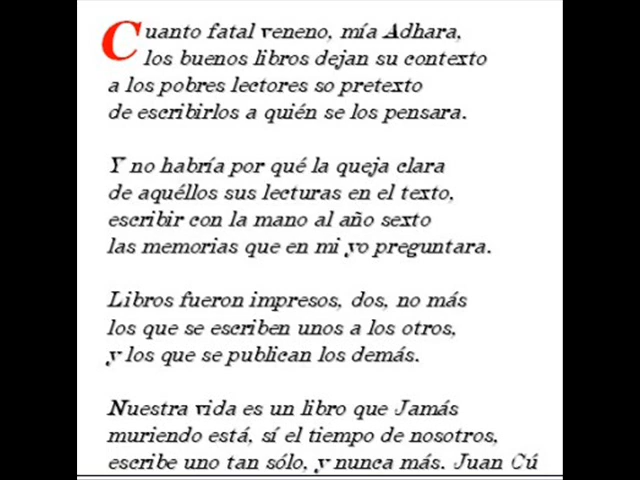 Cuanto fatal veneno, mía Adhara,
los buenos libros dejan su contexto
a los pobres lectores so pretexto
de escribirlos a quién se los pensara.
Y no habría por qué la queja clara
de aquéllos sus lecturas en el texto,
escribir con la mano al año sexto
las memorias que en mi yo preguntara.
Libros fueron impresos, dos, no más
los que se escriben unos a los otros,
y los que se publican los demás.
Nuestra vida es un libro que Jamás
muriendo está, sí el tiempo de nosotros,
escribe uno tan sólo, y nunca más. Juan Cú